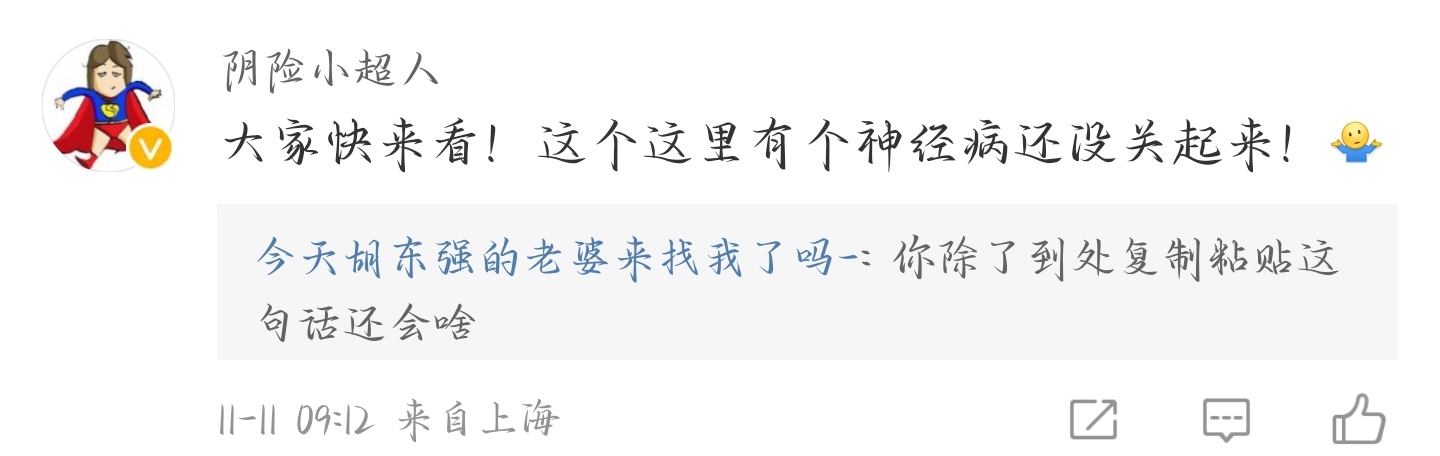 阴险小超人
大家快来看！这个这里有个神经病还没关起来！
今天胡东强的老婆来找我了吗-：你除了到处复制粘贴这
句话还会啥
11-11 09:12 来自上海